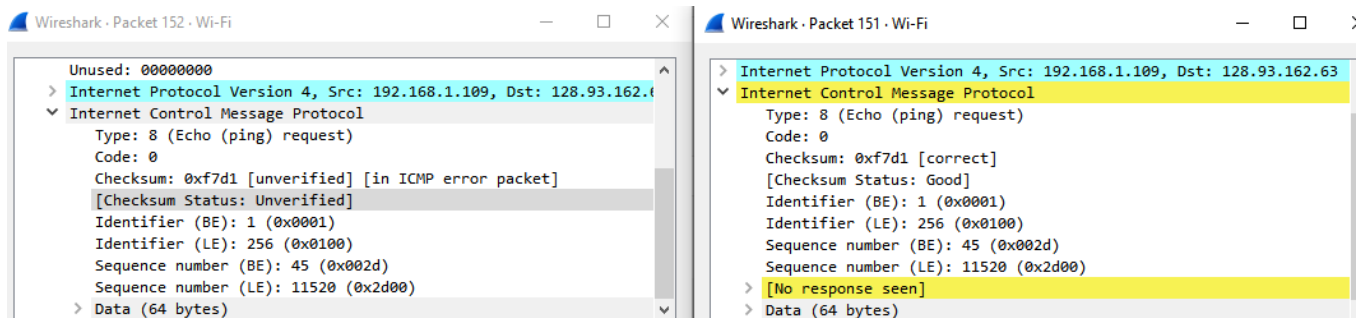 Wireshark · Packet 152 · Wi-Fi
Unused: 00000000
Internet Protocol Version 4, Src: 192.168.1.109, Dst: 128.93.162.
Internet Control Message Protocol
Type: 8 (Echo (ping) request)
Code: 0
Checksum: 0xf7d1 [unverified] [in ICMP error packet]
[Checksum Status: Unverified]
Identifier (BE): 1 (0x0001)
Identifier (LE): 256 (0x0100)
Sequence number (BE): 45 (0x002d)
Sequence number (LE): 11520 (0x2d00)
Data (64 bytes)
Wireshark · Packet 151 · Wi-Fi
Internet Protocol Version 4, Src: 192.168.1.109, Dst: 128.93.162.63
Internet Control Message Protocol
Type: 8 (Echo (ping) request)
Code: 0
Checksum: 0xf7d1 [correct]
[Checksum Status: Good]
Identifier (BE): 1 (0x0001)
Identifier (LE): 256 (0x0100)
Sequence number (BE): 45 (0x002d)
Sequence number (LE): 11520 (0x2d00)
[No response seen]
Data (64 bytes)